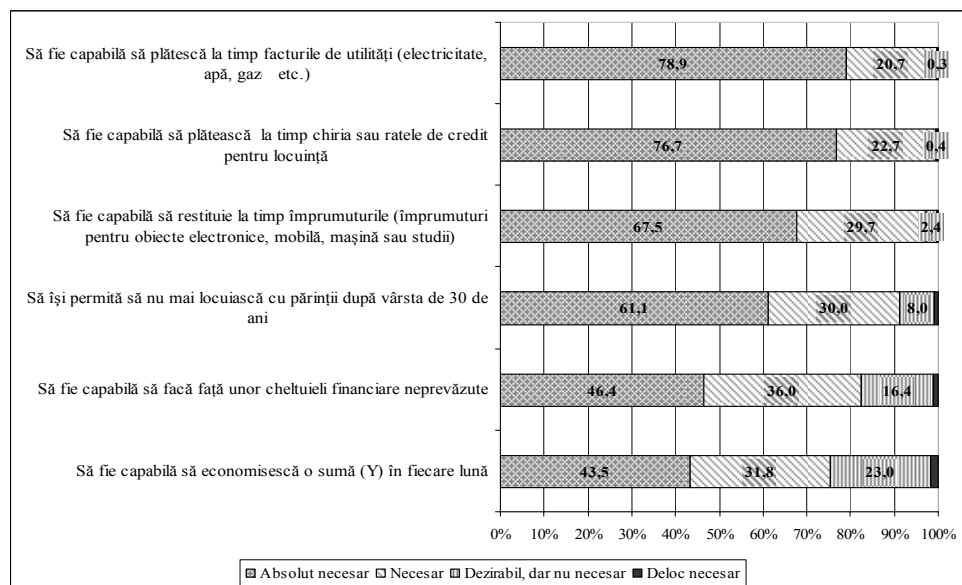 Să fie capabilă să plătescă la timp facturile de utilități (electricitate,
apă, gaz etc.)
78,9 20,7 0,3
Să fie capabilă să plătească la timp chiria sau ratele de credit
pentru locuință
76,7 22,7 0,4
Să fie capabilă să restituie la timp împrumuturile (împrumuturi
pentru obiecte electronice, mobilă, mașină sau studii)
67,5 29,7 2,4
Să își permită să nu mai locuiască cu părinții după vârsta de 30 de
ani
61,1 30,0 8,0
Să fie capabilă să facă față unor cheltuieli financiare neprevăzute
46,4 36,0 16,4
Să fie capabilă să economisescă o sumă (Y) în fiecare lună
43,5 31,8 23,0
0% 10% 20% 30% 40% 50% 60% 70% 80% 90% 100%
Absolut necesar Necesar Dezirabil, dar nu necesar Deloc necesar